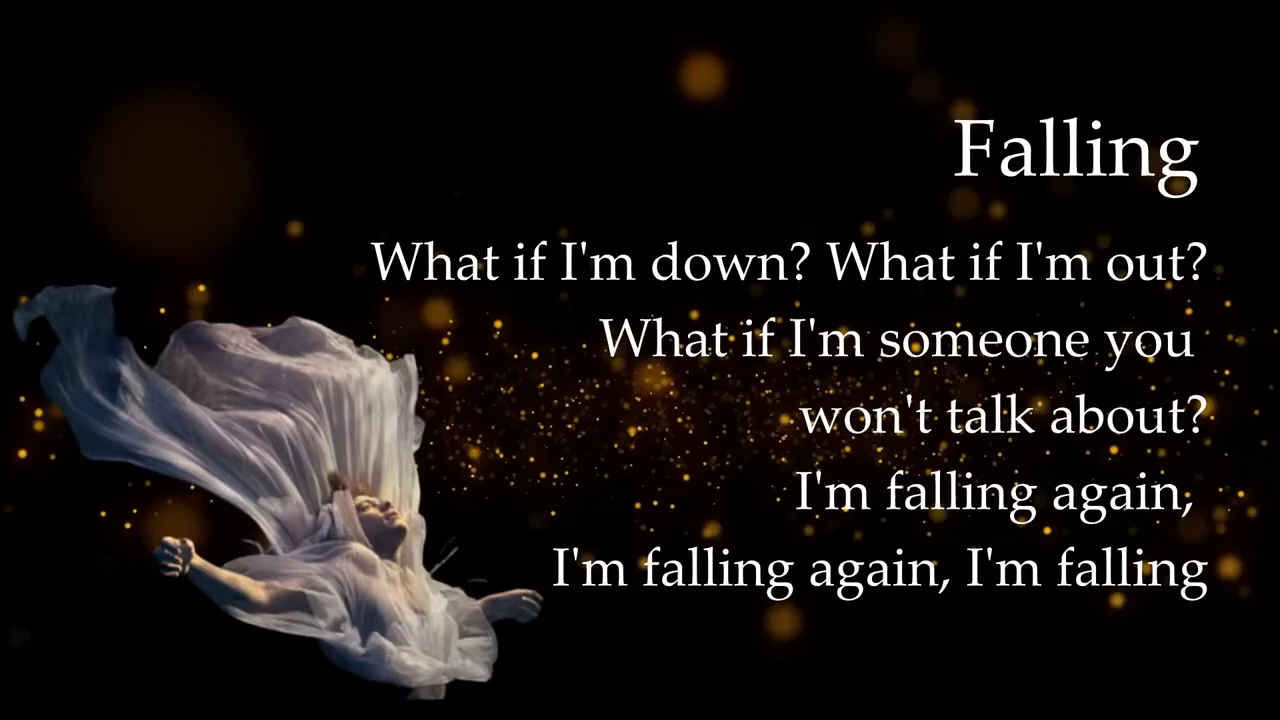 Falling
What if I'm down? What if I'm out?
What if I'm someone you
won't talk about?
I'm falling again,
I'm falling again, I'm falling